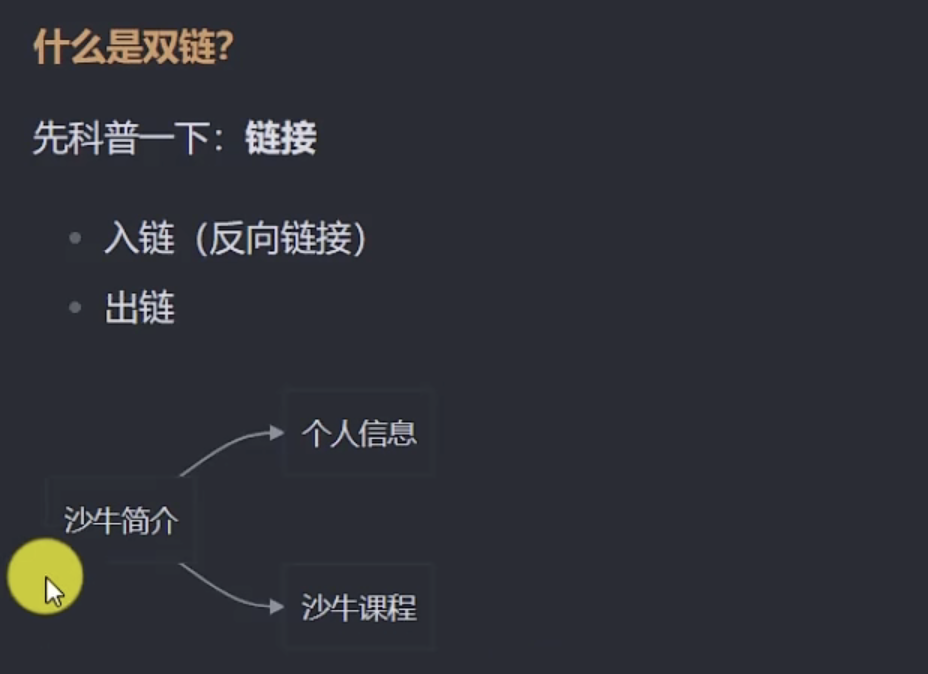 什么是双链？
先科普一下：链接
入链（反向链接）
出链
个人信息
沙牛简介
沙牛课程